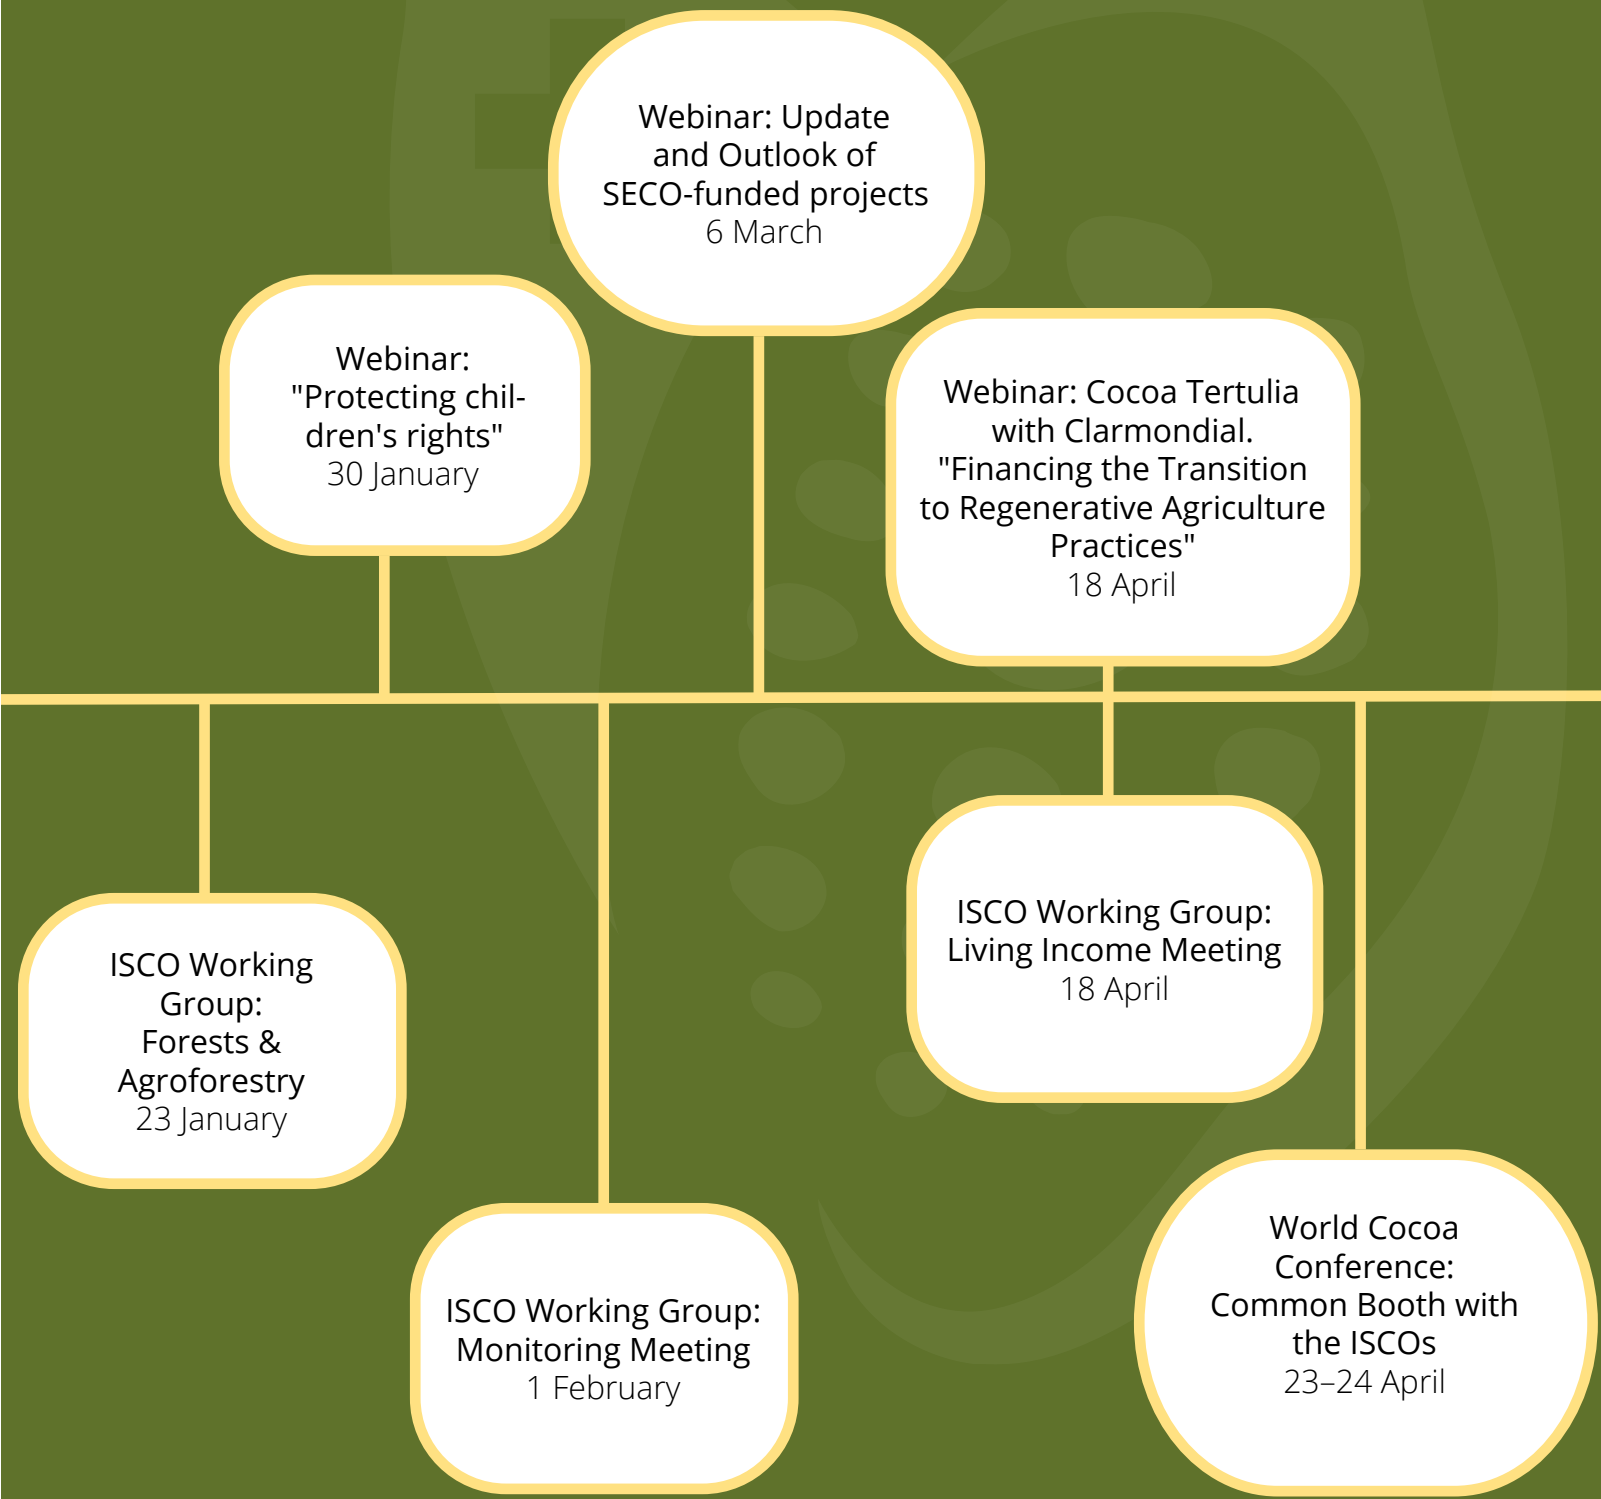 Webinar: Update
and Outlook of
SECO-funded projects
6 March
Webinar:
"Protecting chil-
dren's rights"
30 January
Webinar: Cocoa Tertulia
with Clarmondial.
"Financing the Transition
to Regenerative Agriculture
Practices"
18 April
ISCO Working
Group:
Forests &
Agroforestry
23 January
ISCO Working Group:
Living Income Meeting
18 April
ISCO Working Group:
Monitoring Meeting
1 February
World Cocoa
Conference:
Common Booth with
the ISCOs
23–24 April